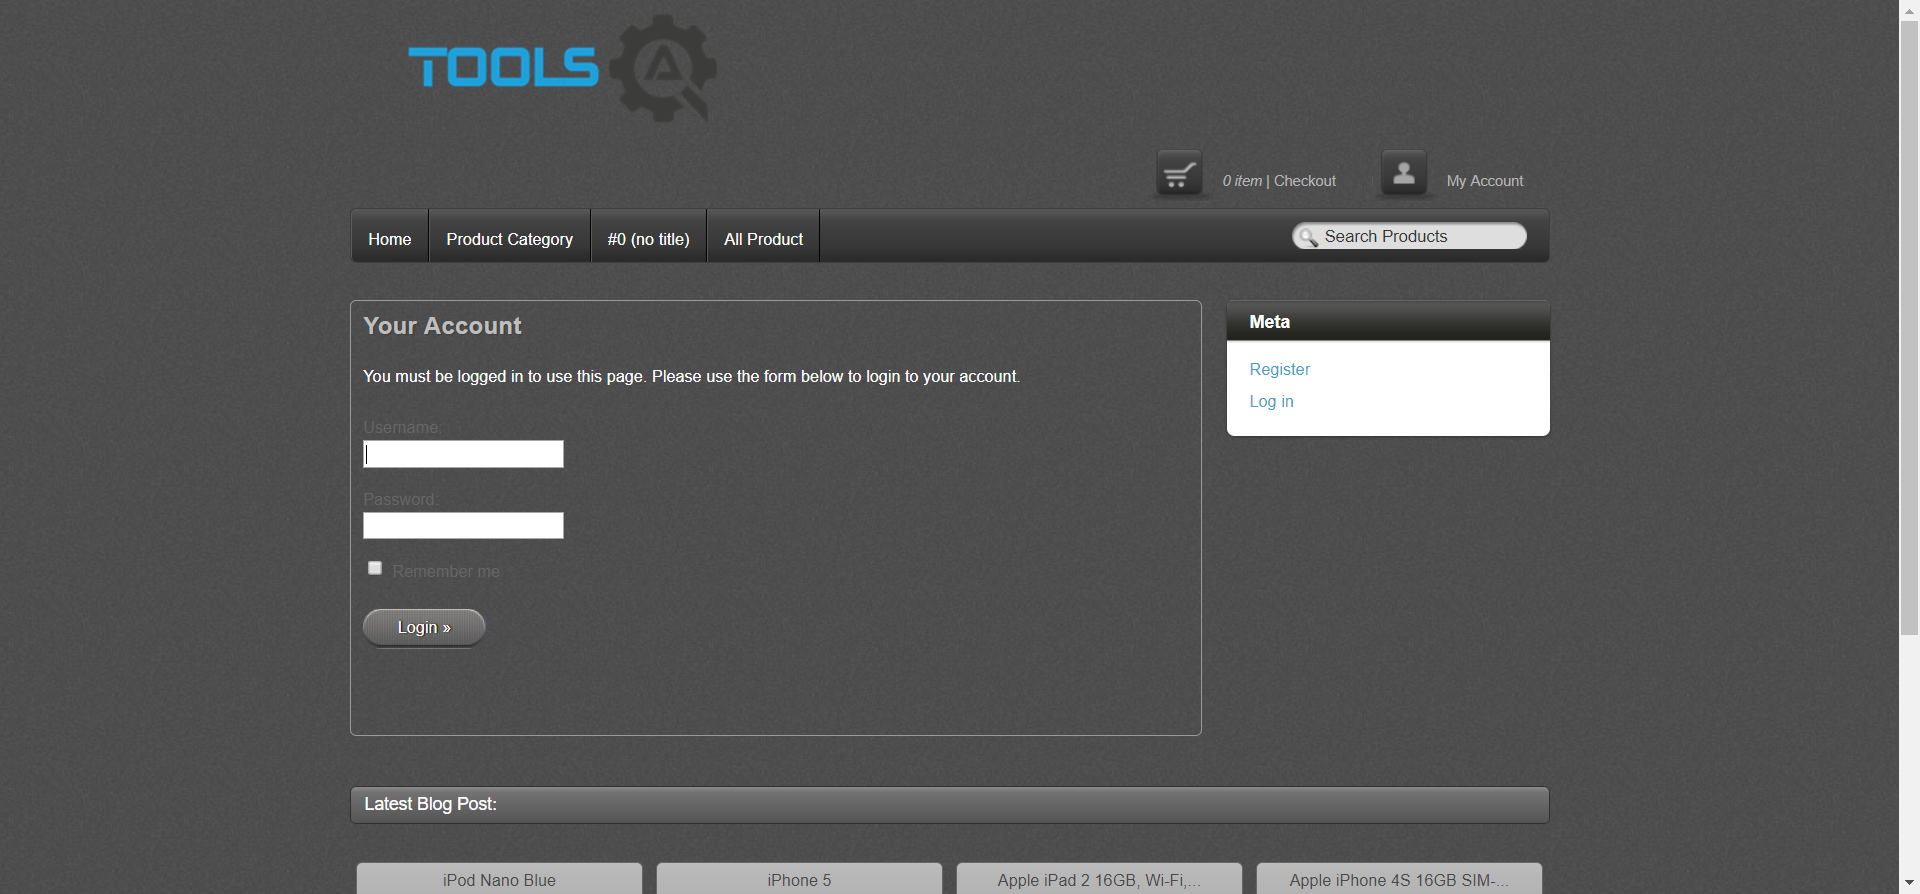 TOOLS QA
0 item | Checkout
My Account
Home
Product Category
#0 (no title)
All Product
Search Products
Your Account
You must be logged in to use this page. Please use the form below to login to your account.
Username:
Password:
Remember me
Login »
Meta
Register
Log in
Latest Blog Post:
iPod Nano Blue
iPhone 5
Apple iPad 2 16GB, Wi-Fi,...
Apple iPhone 4S 16GB SIM-...